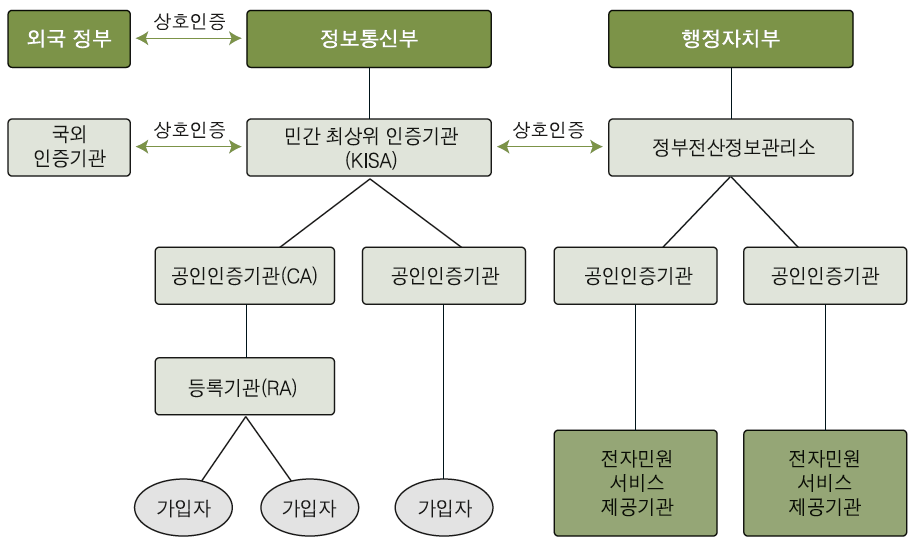 외국 정부
상호인증
정보통신부
행정자치부
국외
인증기관
상호인증
민간 최상위 인증기관
(KISA)
상호인증
정부전산정보관리소
공인인증기관(CA)
공인인증기관
공인인증기관
공인인증기관
등록기관(RA)
가입자
가입자
가입자
전자민원
서비스
제공기관
전자민원
서비스
제공기관